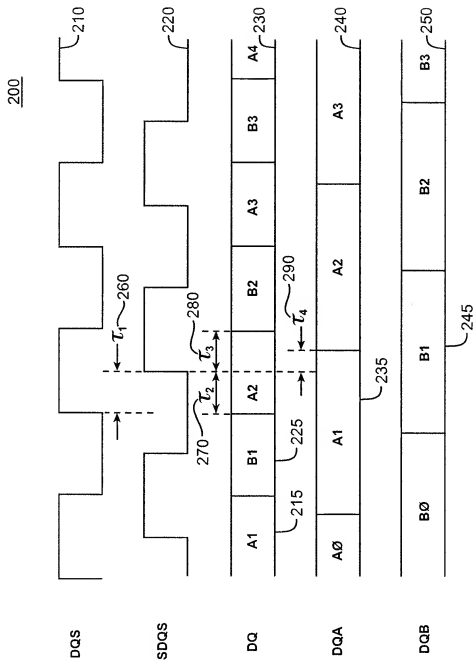 200
DQS
210
τ1
260
SDQS
220
270
τ2
τ3
280
DQ
A1
B1
A2
B2
A3
B3
A4
230
215
225
290
τ4
DQA
AØ
A1
A2
A3
240
235
DQB
BØ
B1
B2
B3
250
245